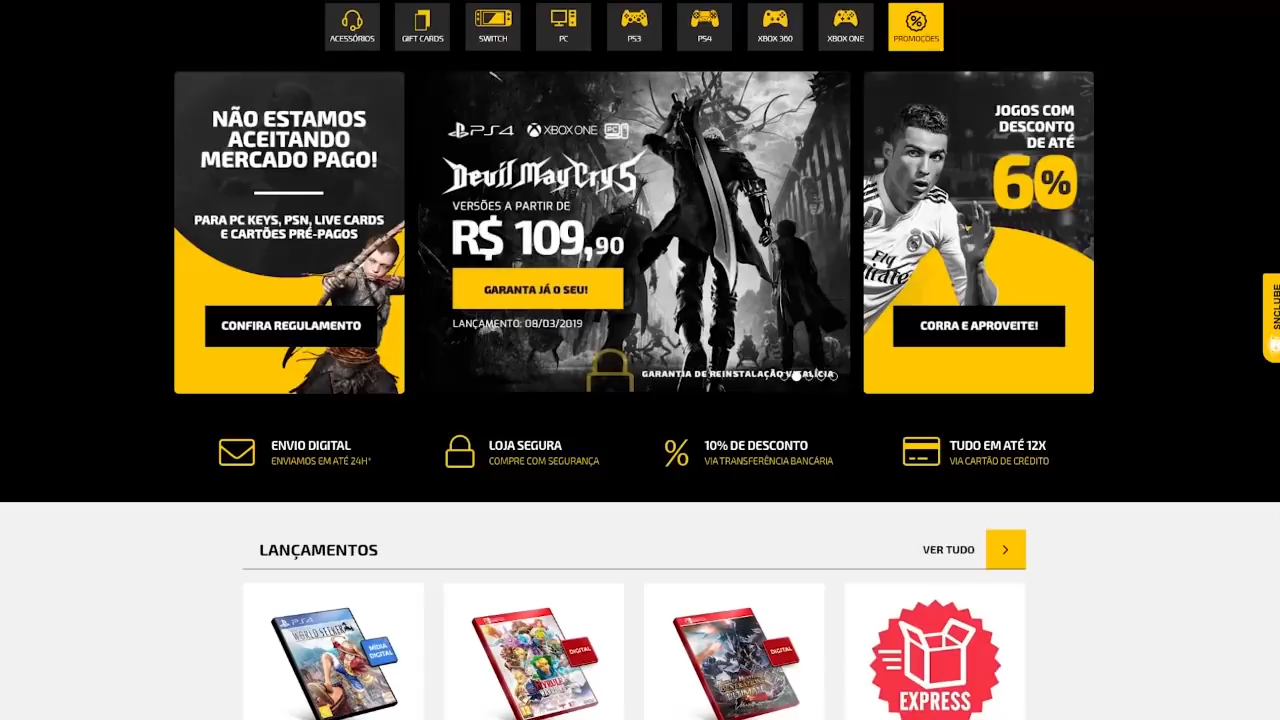 ACESSÓRIOS
GIFT CARDS
SWITCH
PC
PS3
PS4
XBOX 360
XBOX ONE
PROMOÇÕES
NÃO ESTAMOS
ACEITANDO
MERCADO PAGO!
PARA PC KEYS, PSN, LIVE CARDS
E CARTÕES PRÉ-PAGOS
CONFIRA REGULAMENTO
PS4 XBOX ONE PC
Devil May Cry 5
VERSÕES A PARTIR DE
R$ 109,90
GARANTA JÁ O SEU!
LANÇAMENTO: 08/03/2019
GARANTIA DE REINSTALAÇÃO VITALÍCIA
JOGOS COM
DESCONTO
DE ATÉ
60%
Fly
CORRA E APROVEITE!
SNCLUBE
ENVIO DIGITAL
ENVIAMOS EM ATÉ 24H*
LOJA SEGURA
COMPRE COM SEGURANÇA
10% DE DESCONTO
VIA TRANSFERÊNCIA BANCÁRIA
TUDO EM ATÉ 12X
VIA CARTÃO DE CRÉDITO
LANÇAMENTOS
VER TUDO
PS4
WORLD SEEKER
MÍDIA
DIGITAL
DIGITAL
DIGITAL
GENERATIONS
ULTIMATE
EXPRESS